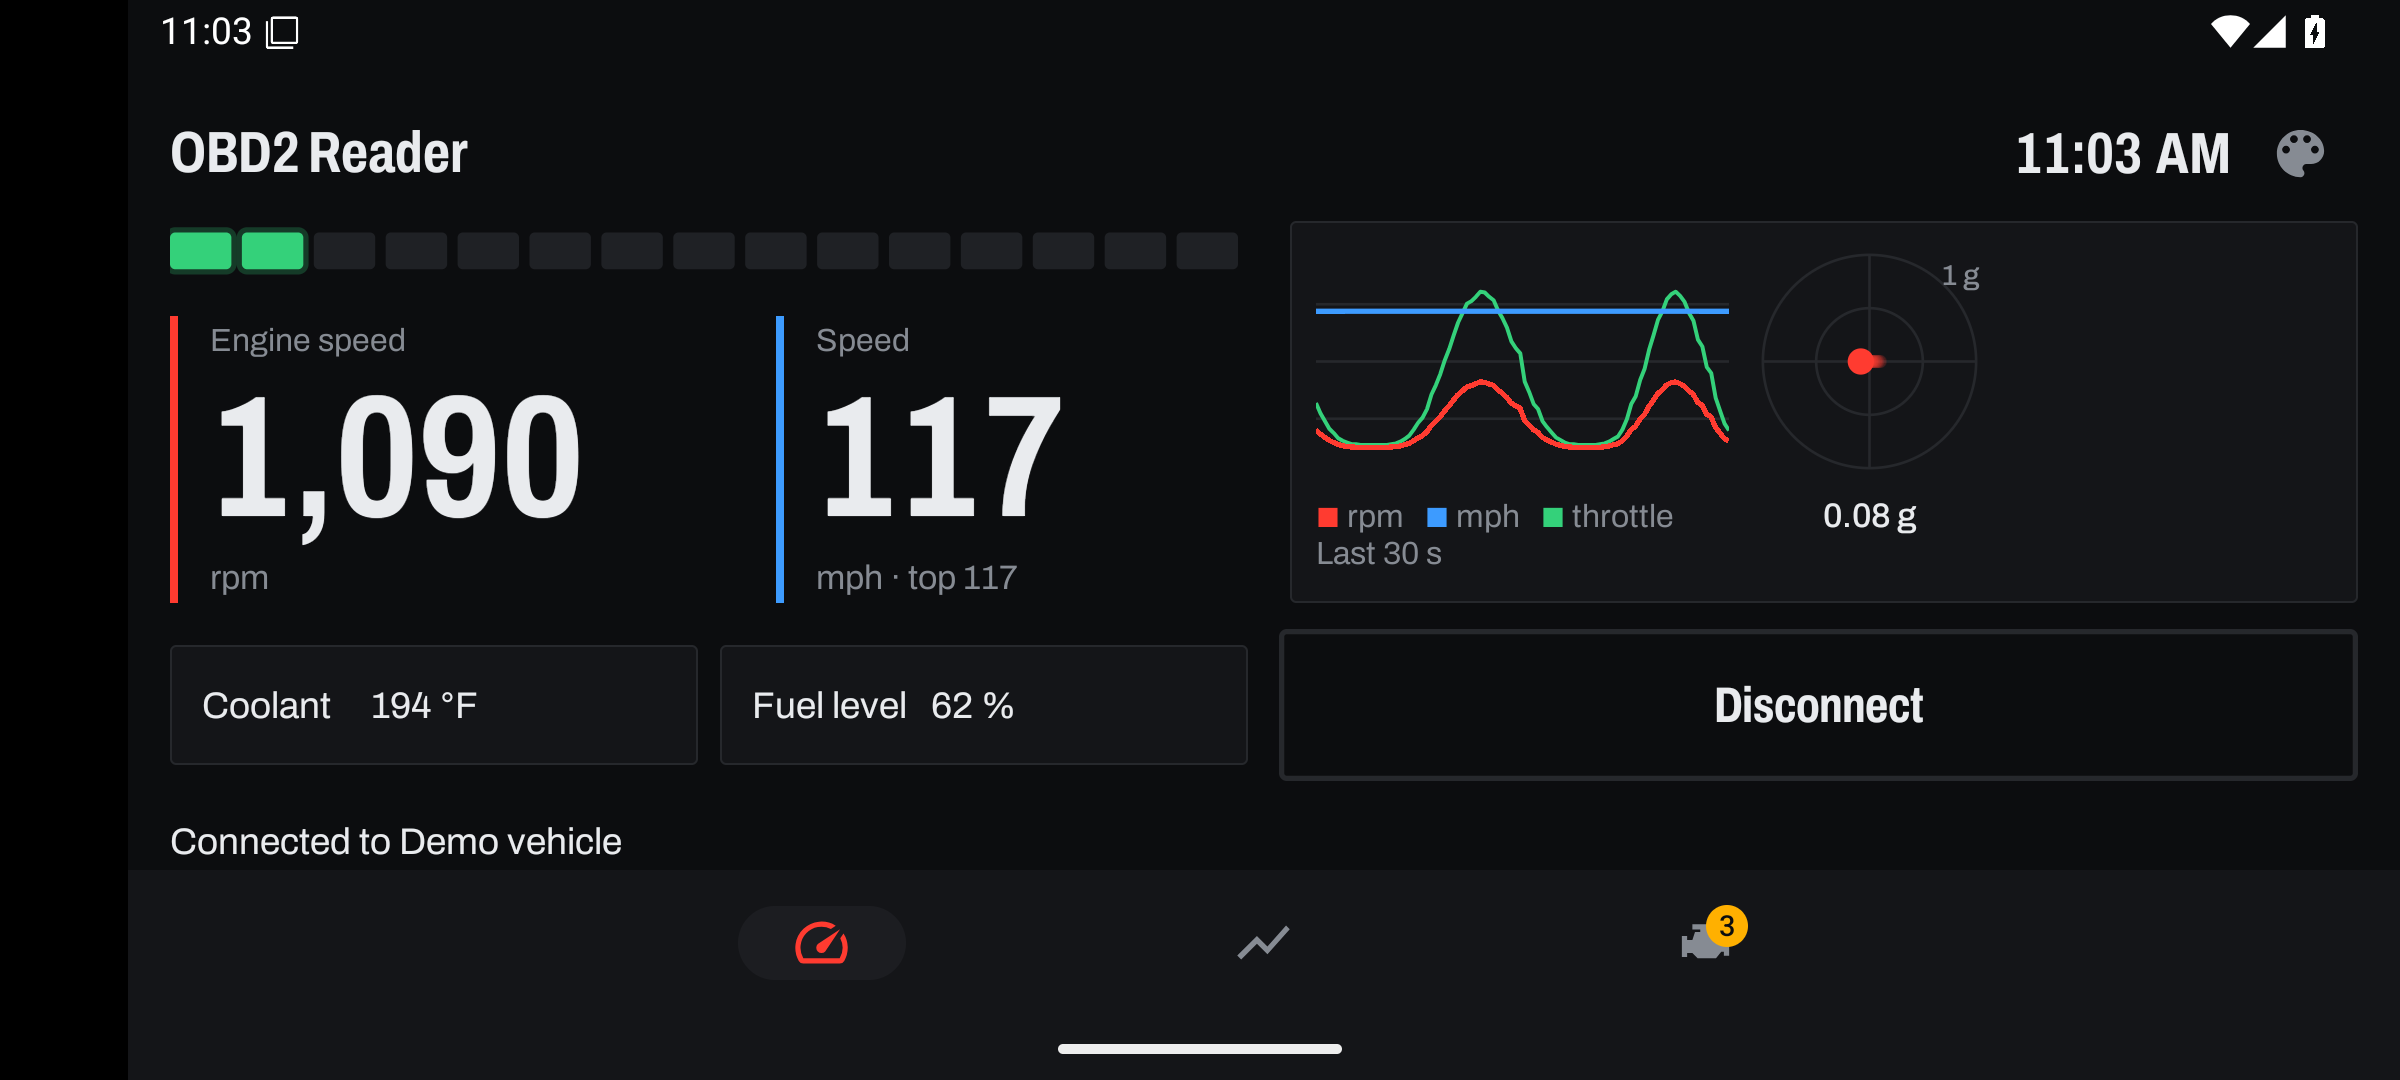 11:03
OBD2 Reader
11:03 AM
Engine speed
1,090
rpm
Speed
117
mph · top 117
1 g
rpm mph throttle
Last 30 s
0.08 g
Coolant 194 °F
Fuel level 62 %
Disconnect
Connected to Demo vehicle
3